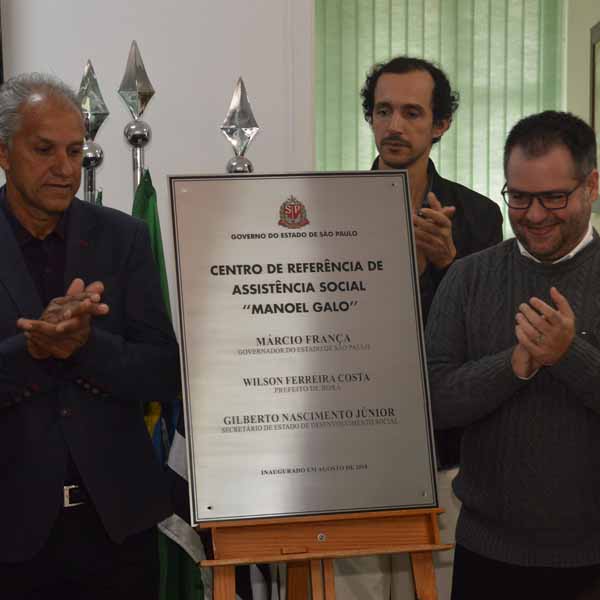 GOVERNO DO ESTADO DE SÃO PAULO
CENTRO DE REFERÊNCIA DE
ASSISTÊNCIA SOCIAL
"MANOEL GALO"
MÁRCIO FRANÇA
GOVERNADOR DO ESTADO DE SÃO PAULO
WILSON FERREIRA COSTA
PREFEITO DE BORÁ
GILBERTO NASCIMENTO JÚNIOR
SECRETÁRIO DE ESTADO DE DESENVOLVIMENTO SOCIAL
INAUGURADO EM AGOSTO DE 2018